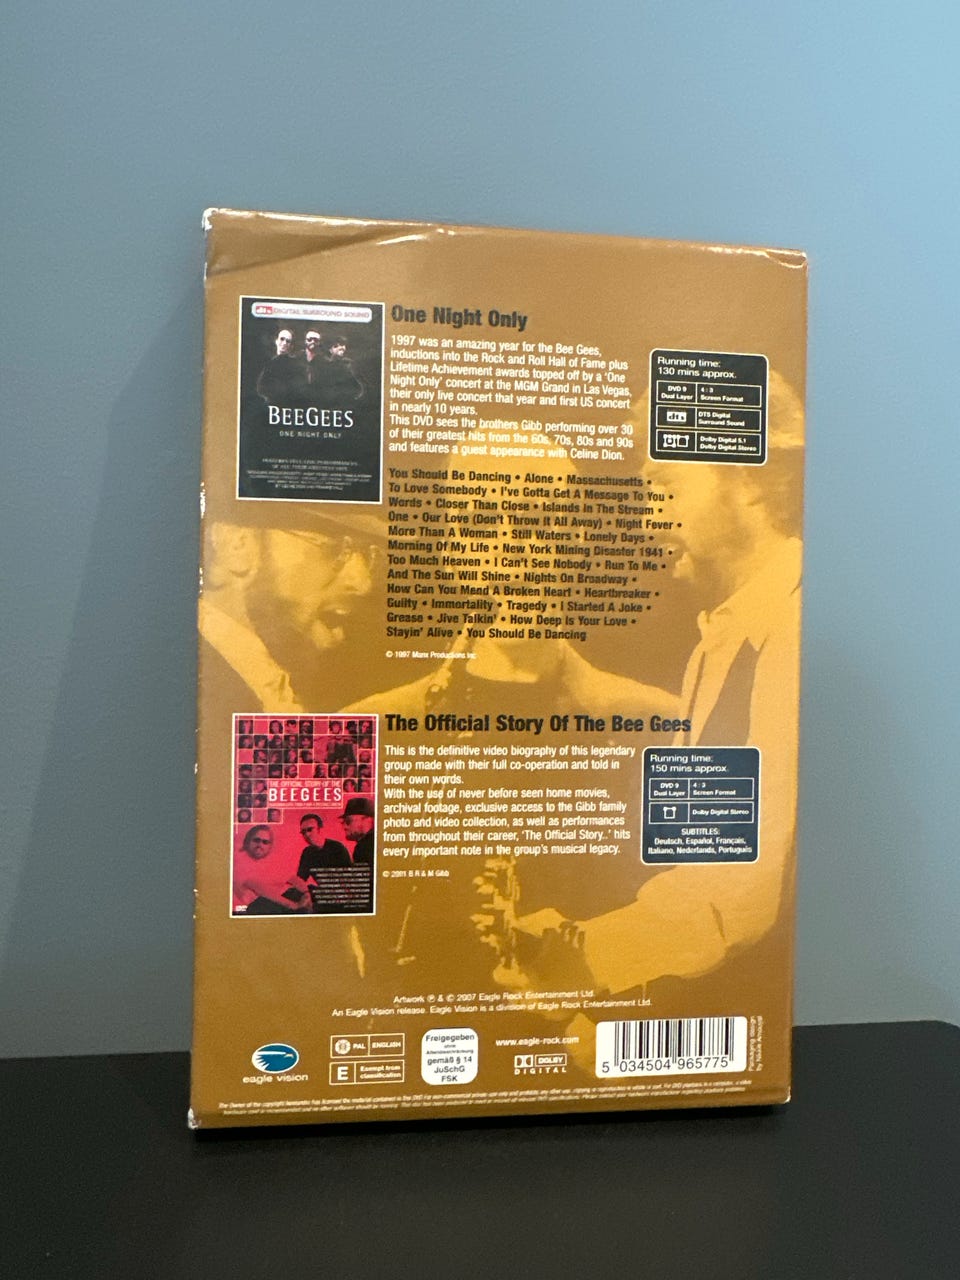 dts DIGITAL SURROUND SOUND
BEEGEES
ONE NIGHT ONLY
One Night Only
1997 was an amazing year for the Bee Gees,
inductions into the Rock and Roll Hall of Fame plus
Lifetime Achievement awards topped off by a 'One
Night Only' concert at the MGM Grand in Las Vegas,
their only live concert that year and first US concert
in nearly 10 years.
This DVD sees the brothers Gibb performing over 30
of their greatest hits from the 60s, 70s, 80s and 90s
and features a guest appearance with Celine Dion.
Running time:
130 mins approx.
DVD 9
Dual Layer
4:3
Screen Format
dts
DTS Digital
Surround Sound
Dolby Digital 5.1
Dolby Digital Stereo
You Should Be Dancing • Alone • Massachusetts •
To Love Somebody • I've Gotta Get A Message To You •
Words • Closer Than Close • Islands In The Stream •
One • Our Love (Don't Throw It All Away) • Night Fever •
More Than A Woman • Still Waters • Lonely Days •
Morning Of My Life • New York Mining Disaster 1941 •
Too Much Heaven • I Can't See Nobody • Run To Me •
And The Sun Will Shine • Nights On Broadway •
How Can You Mend A Broken Heart • Heartbreaker •
Guilty • Immortality • Tragedy • I Started A Joke •
Grease • Jive Talkin' • How Deep Is Your Love •
Stayin' Alive • You Should Be Dancing
© 1997 Manx Productions Inc
THE OFFICIAL STORY OF THE
BEEGEES
The Official Story Of The Bee Gees
This is the definitive video biography of this legendary
group made with their full co-operation and told in
their own words.
With the use of never before seen home movies,
archival footage, exclusive access to the Gibb family
photo and video collection, as well as performances
from throughout their career, 'The Official Story..' hits
every important note in the group's musical legacy.
© 2001 B R & M Gibb
Running time:
150 mins approx.
DVD 9
Dual Layer
4:3
Screen Format
Dolby Digital Stereo
SUBTITLES:
Deutsch, Español, Français,
Italiano, Nederlands, Português
Artwork ℗ & © 2007 Eagle Rock Entertainment Ltd.
An Eagle Vision release. Eagle Vision is a division of Eagle Rock Entertainment Ltd.
eagle vision
PAL ENGLISH
E Exempt from
classification
Freigegeben
ohne
Altersbeschränkung
gemäß § 14
JuSchG
FSK
www.eagle-rock.com
DOLBY
DIGITAL
5 034504 965775
Packaging design